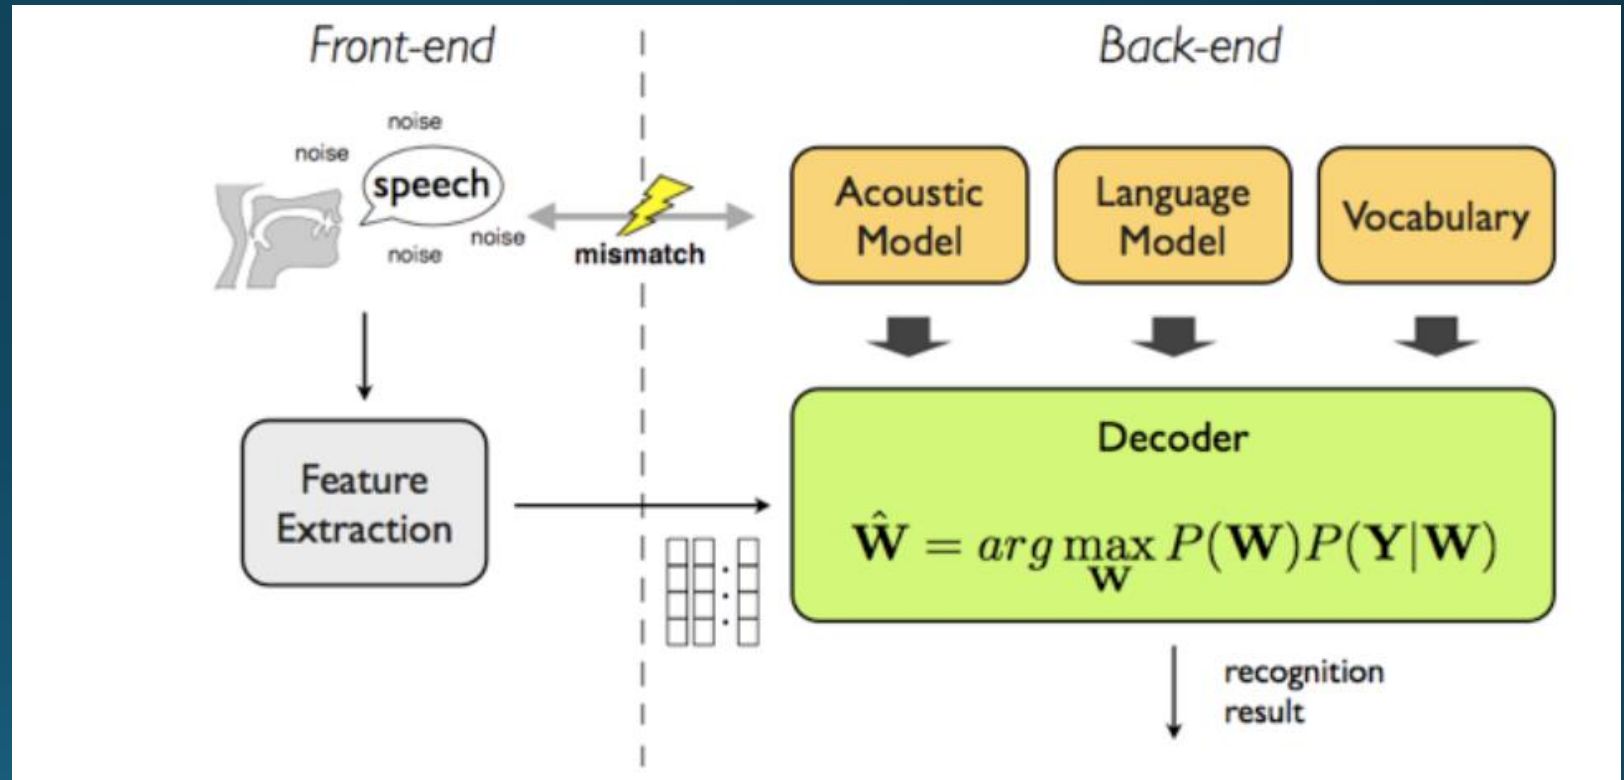 Front-end
Back-end
noise
noise
speech
noise
noise
mismatch
Acoustic
Model
Language
Model
Vocabulary
Feature
Extraction
Decoder
Ŵ = arg max P(W)P(Y|W)
W
recognition
result